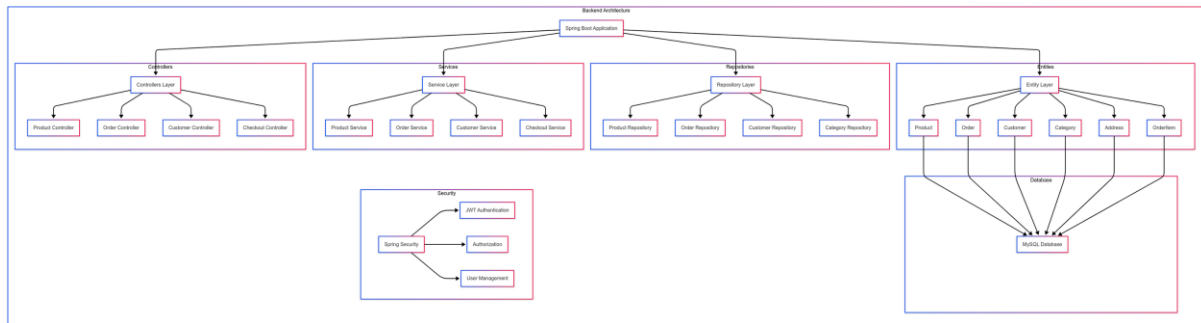 Backend Architecture
Spring Boot Application
Controllers
Services
Repositories
Entities
Controllers Layer
Service Layer
Repository Layer
Entity Layer
Product Controller
Order Controller
Customer Controller
Checkout Controller
Product Service
Order Service
Customer Service
Checkout Service
Product Repository
Order Repository
Customer Repository
Category Repository
Product
Order
Customer
Category
Address
OrderItem
Security
JWT Authentication
Spring Security
Authorization
User Management
Database
MySQL Database